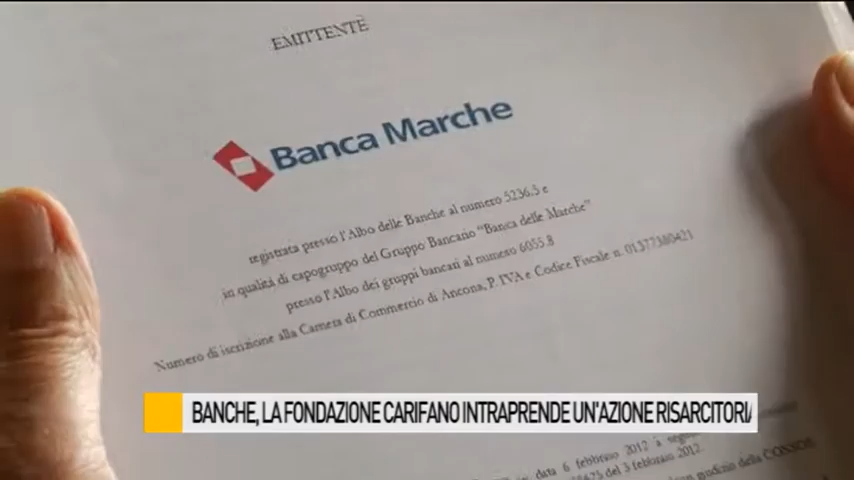 EMITTENTE
Banca Marche
registrata presso l'Albo delle Banche al numero 5236.5 e
in qualità di capogruppo del Gruppo Bancario "Banca delle Marche"
presso l'Albo dei gruppi bancari al numero 6055.8
Numero di iscrizione alla Camera di Commercio di Ancona, P. IVA e Codice Fiscale n. 01377380421
BANCHE, LA FONDAZIONE CARIFANO INTRAPRENDE UN'AZIONE RISARCITORIA
data 6 febbraio 2012 a
del 3 febbraio 2012.
giudizio della